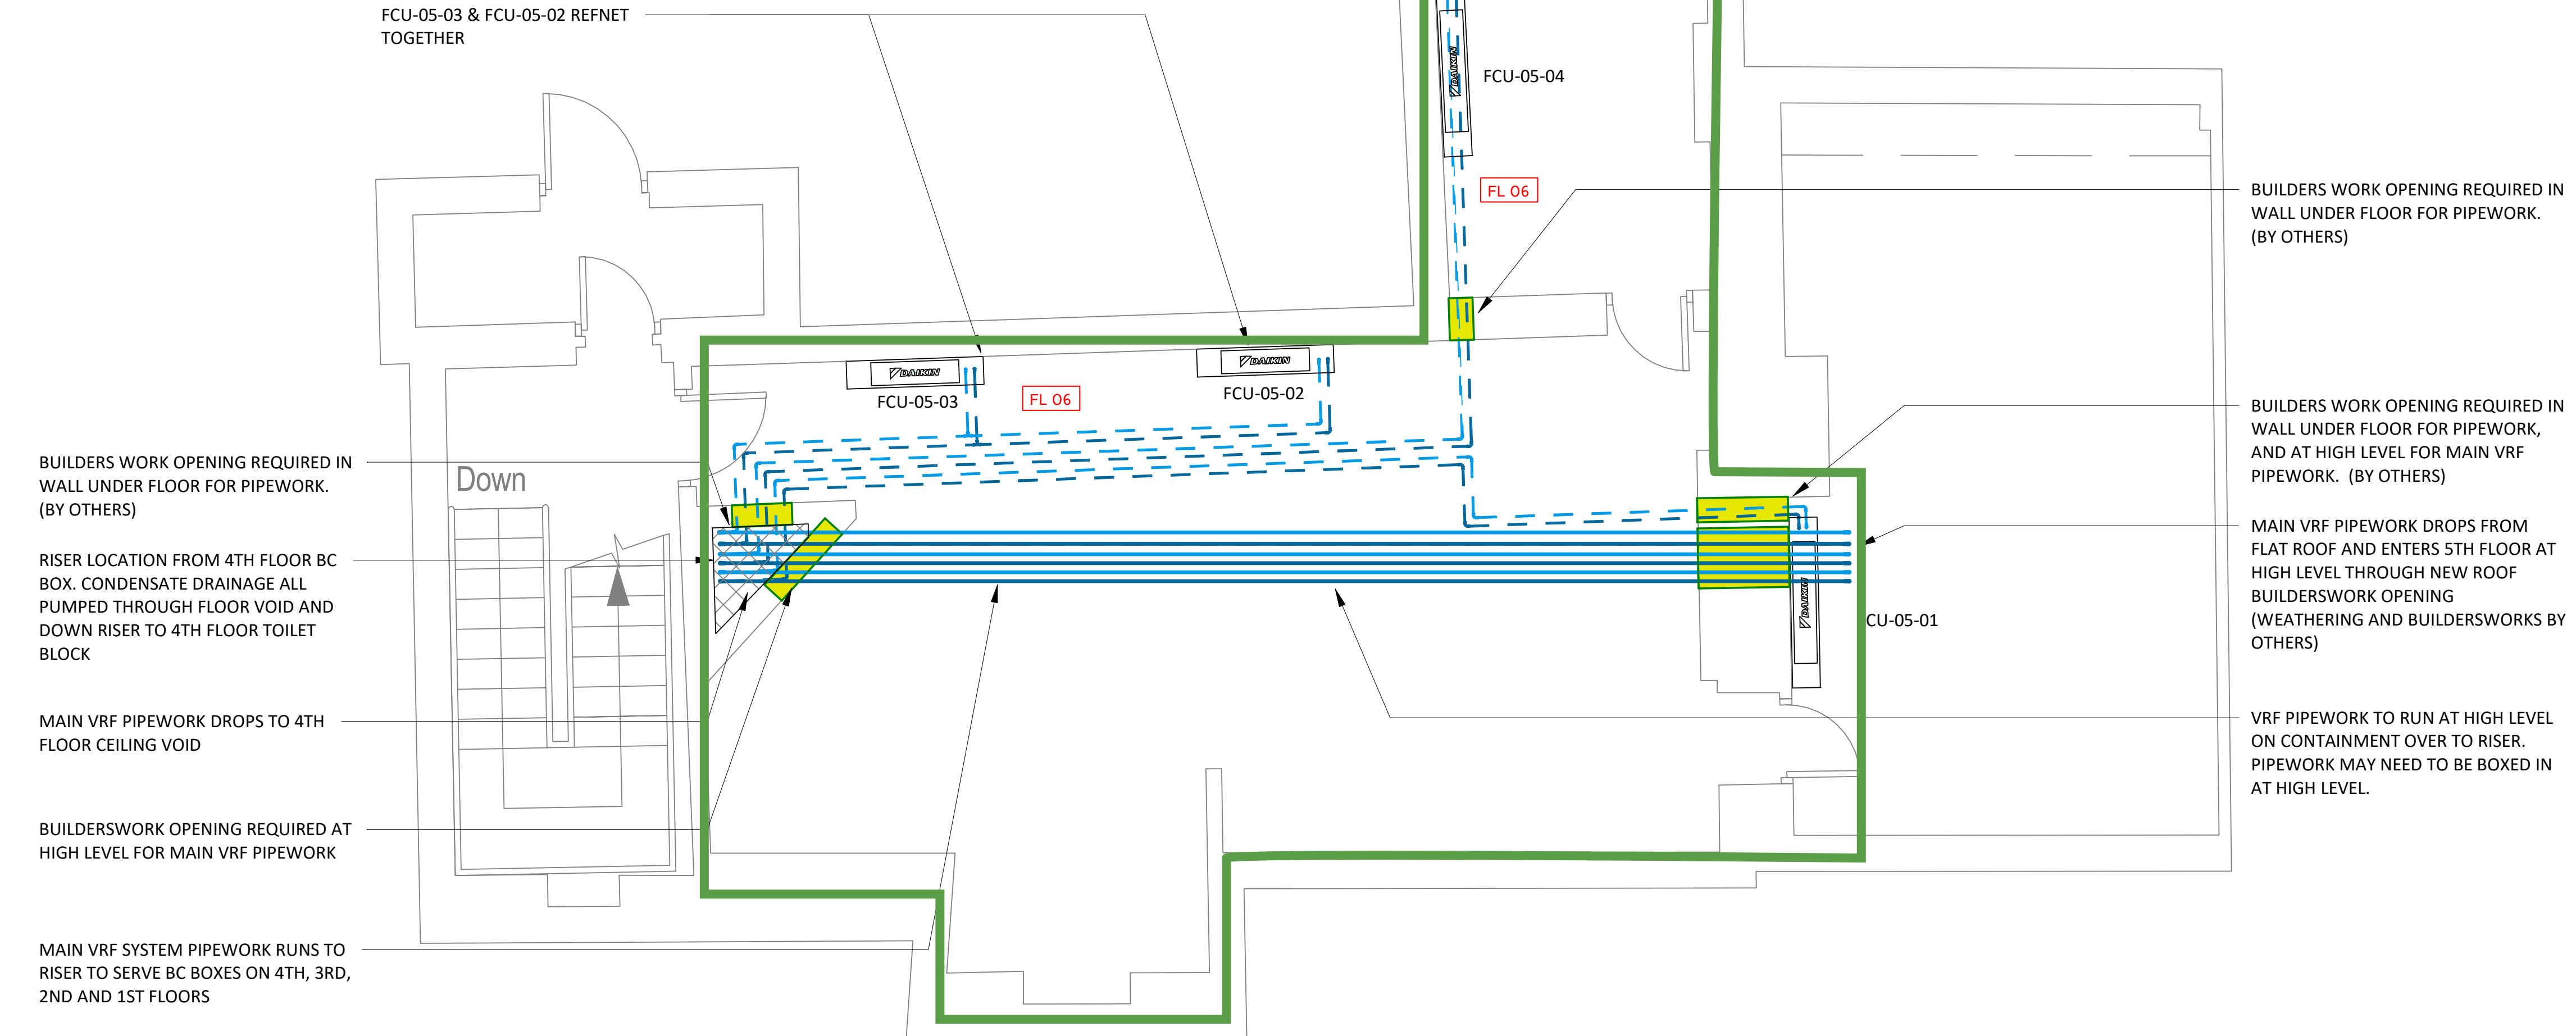 FCU-05-03 & FCU-05-02 REFNET
TOGETHER
DAIKIN
FCU-05-04
FL 06
BUILDERS WORK OPENING REQUIRED IN
WALL UNDER FLOOR FOR PIPEWORK.
(BY OTHERS)
DAIKIN
FCU-05-03
FL 06
DAIKIN
FCU-05-02
BUILDERS WORK OPENING REQUIRED IN
WALL UNDER FLOOR FOR PIPEWORK,
AND AT HIGH LEVEL FOR MAIN VRF
PIPEWORK. (BY OTHERS)
Down
BUILDERS WORK OPENING REQUIRED IN
WALL UNDER FLOOR FOR PIPEWORK.
(BY OTHERS)
RISER LOCATION FROM 4TH FLOOR BC
BOX. CONDENSATE DRAINAGE ALL
PUMPED THROUGH FLOOR VOID AND
DOWN RISER TO 4TH FLOOR TOILET
BLOCK
MAIN VRF PIPEWORK DROPS FROM
FLAT ROOF AND ENTERS 5TH FLOOR AT
HIGH LEVEL THROUGH NEW ROOF
BUILDERSWORK OPENING
(WEATHERING AND BUILDERSWORKS BY
OTHERS)
DAIKIN
CU-05-01
MAIN VRF PIPEWORK DROPS TO 4TH
FLOOR CEILING VOID
VRF PIPEWORK TO RUN AT HIGH LEVEL
ON CONTAINMENT OVER TO RISER.
PIPEWORK MAY NEED TO BE BOXED IN
AT HIGH LEVEL.
BUILDERSWORK OPENING REQUIRED AT
HIGH LEVEL FOR MAIN VRF PIPEWORK
MAIN VRF SYSTEM PIPEWORK RUNS TO
RISER TO SERVE BC BOXES ON 4TH, 3RD,
2ND AND 1ST FLOORS